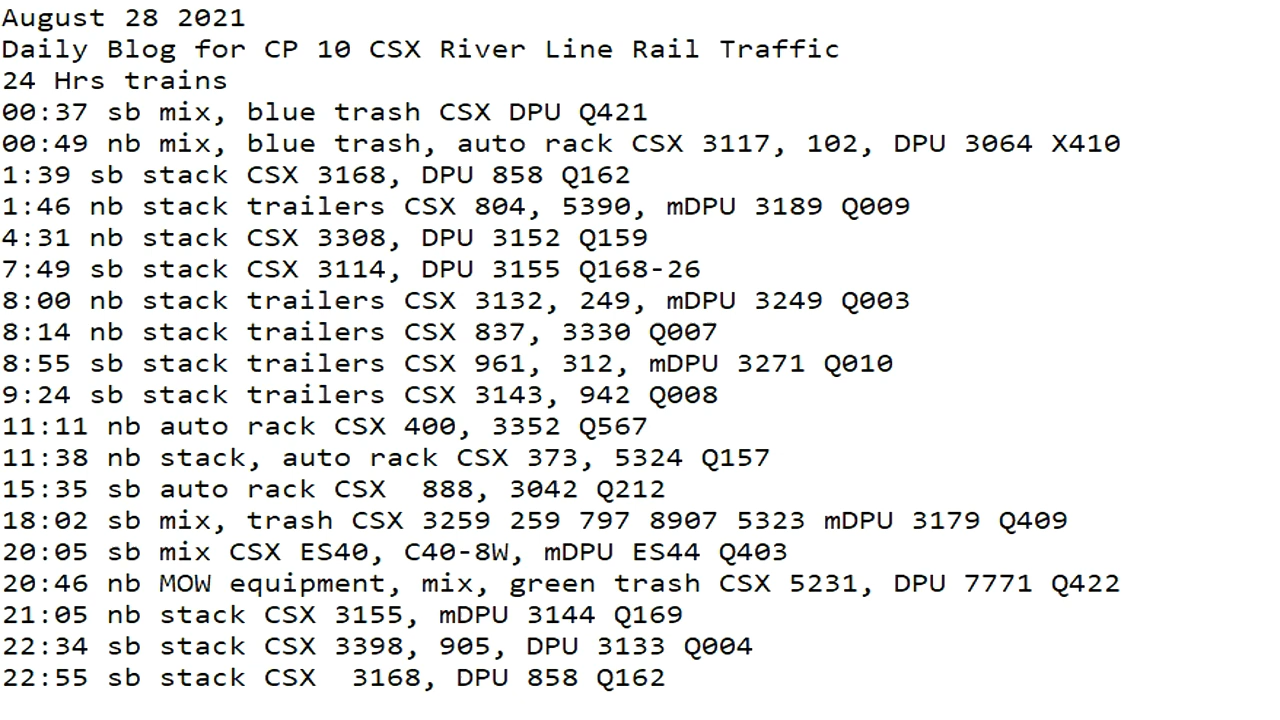 August 28 2021
Daily Blog for CP 10 CSX River Line Rail Traffic
24 Hrs trains
00:37 sb mix, blue trash CSX DPU Q421
00:49 nb mix, blue trash, auto rack CSX 3117, 102, DPU 3064 X410
1:39 sb stack CSX 3168, DPU 858 Q162
1:46 nb stack trailers CSX 804, 5390, mDPU 3189 Q009
4:31 nb stack CSX 3308, DPU 3152 Q159
7:49 sb stack CSX 3114, DPU 3155 Q168-26
8:00 nb stack trailers CSX 3132, 249, mDPU 3249 Q003
8:14 nb stack trailers CSX 837, 3330 Q007
8:55 sb stack trailers CSX 961, 312, mDPU 3271 Q010
9:24 sb stack trailers CSX 3143, 942 Q008
11:11 nb auto rack CSX 400, 3352 Q567
11:38 nb stack, auto rack CSX 373, 5324 Q157
15:35 sb auto rack CSX  888, 3042 Q212
18:02 sb mix, trash CSX 3259 259 797 8907 5323 mDPU 3179 Q409
20:05 sb mix CSX ES40, C40-8W, mDPU ES44 Q403
20:46 nb MOW equipment, mix, green trash CSX 5231, DPU 7771 Q422
21:05 nb stack CSX 3155, mDPU 3144 Q169
22:34 sb stack CSX 3398, 905, DPU 3133 Q004
22:55 sb stack CSX  3168, DPU 858 Q162